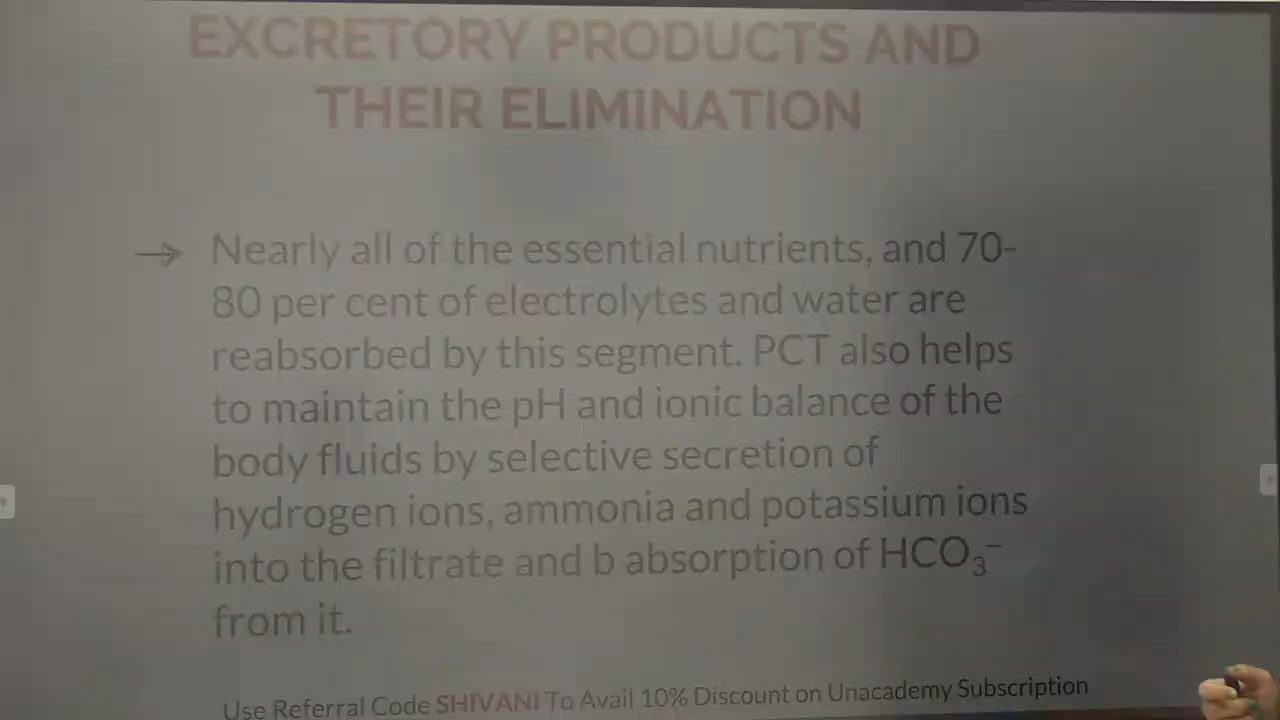 EXCRETORY PRODUCTS AND
THEIR ELIMINATION
→ Nearly all of the essential nutrients, and 70-
80 per cent of electrolytes and water are
reabsorbed by this segment. PCT also helps
to maintain the pH and ionic balance of the
body fluids by selective secretion of
hydrogen ions, ammonia and potassium ions
into the filtrate and b absorption of HCO₃⁻
from it.
Use Referral Code SHIVANI To Avail 10% Discount on Unacademy Subscription